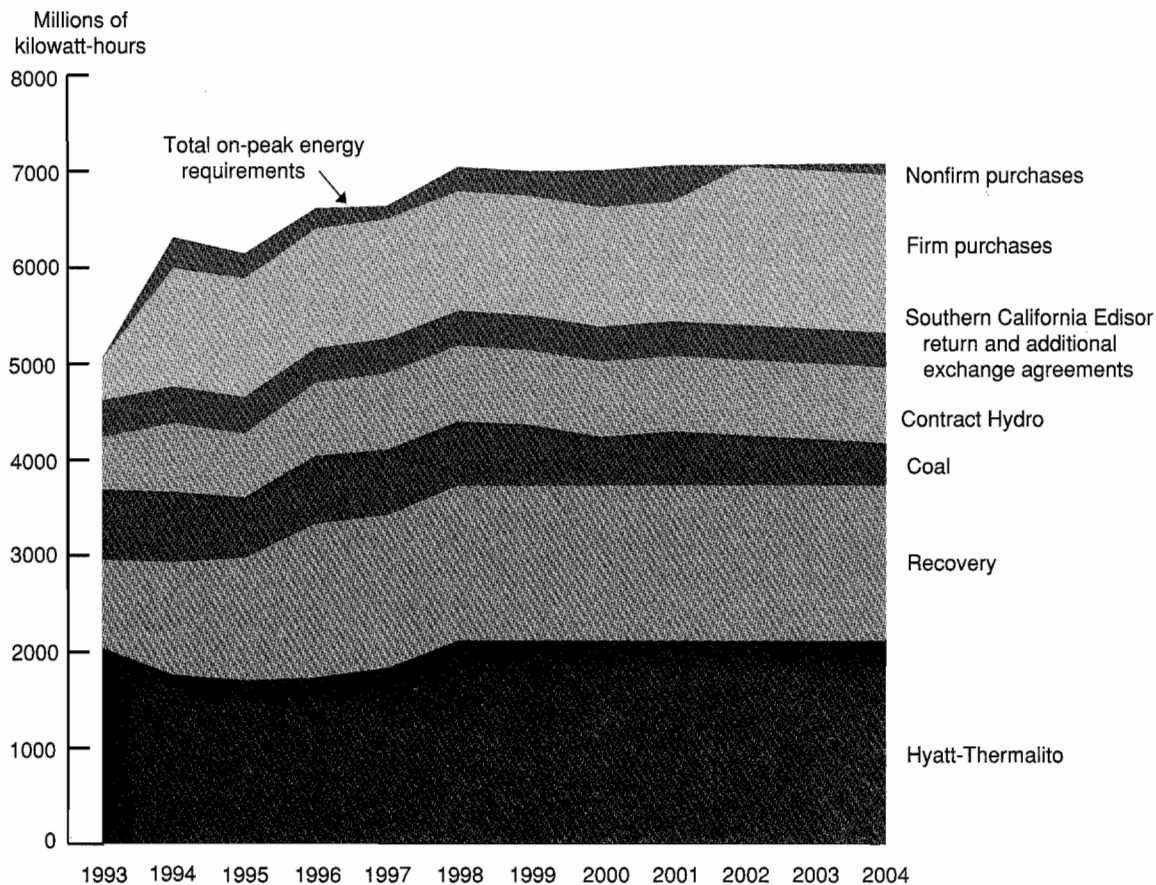 Millions of
kilowatt-hours
8000
7000
6000
5000
4000
3000
2000
1000
0
Total on-peak energy
requirements
Nonfirm purchases
Firm purchases
Southern California Edisor
return and additional
exchange agreements
Contract Hydro
Coal
Recovery
Hyatt-Thermalito
1993 1994 1995 1996 1997 1998 1999 2000 2001 2002 2003 2004